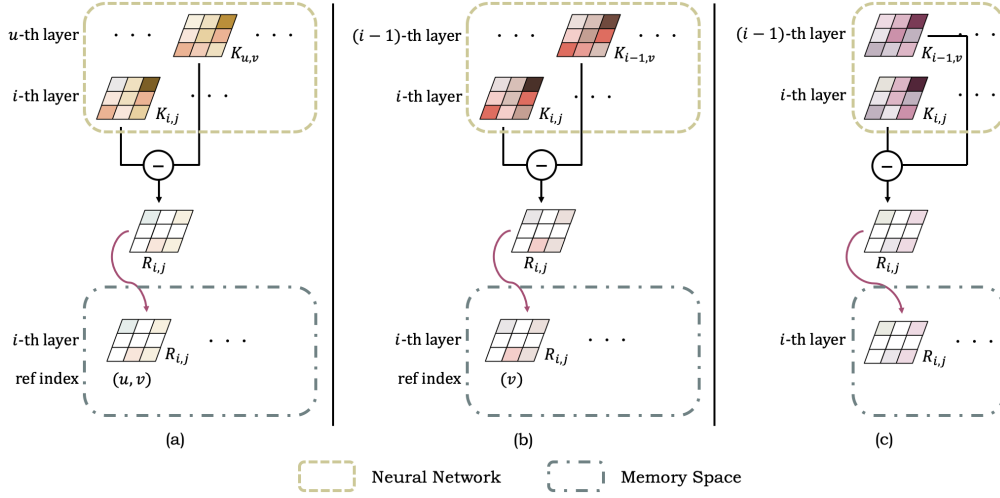 u-th layer · · · K_{u,v} · · ·
i-th layer K_{i,j} · · ·
−
R_{i,j}
i-th layer R_{i,j} · · ·
ref index (u, v)
(a)
(i − 1)-th layer · · · K_{i−1,v} · · ·
i-th layer K_{i,j} · · ·
−
R_{i,j}
i-th layer R_{i,j} · · ·
ref index (v)
(b)
(i − 1)-th layer K_{i−1,v} · · ·
i-th layer K_{i,j} · · ·
−
R_{i,j}
i-th layer R_{i,j} · · ·
(c)
Neural Network
Memory Space